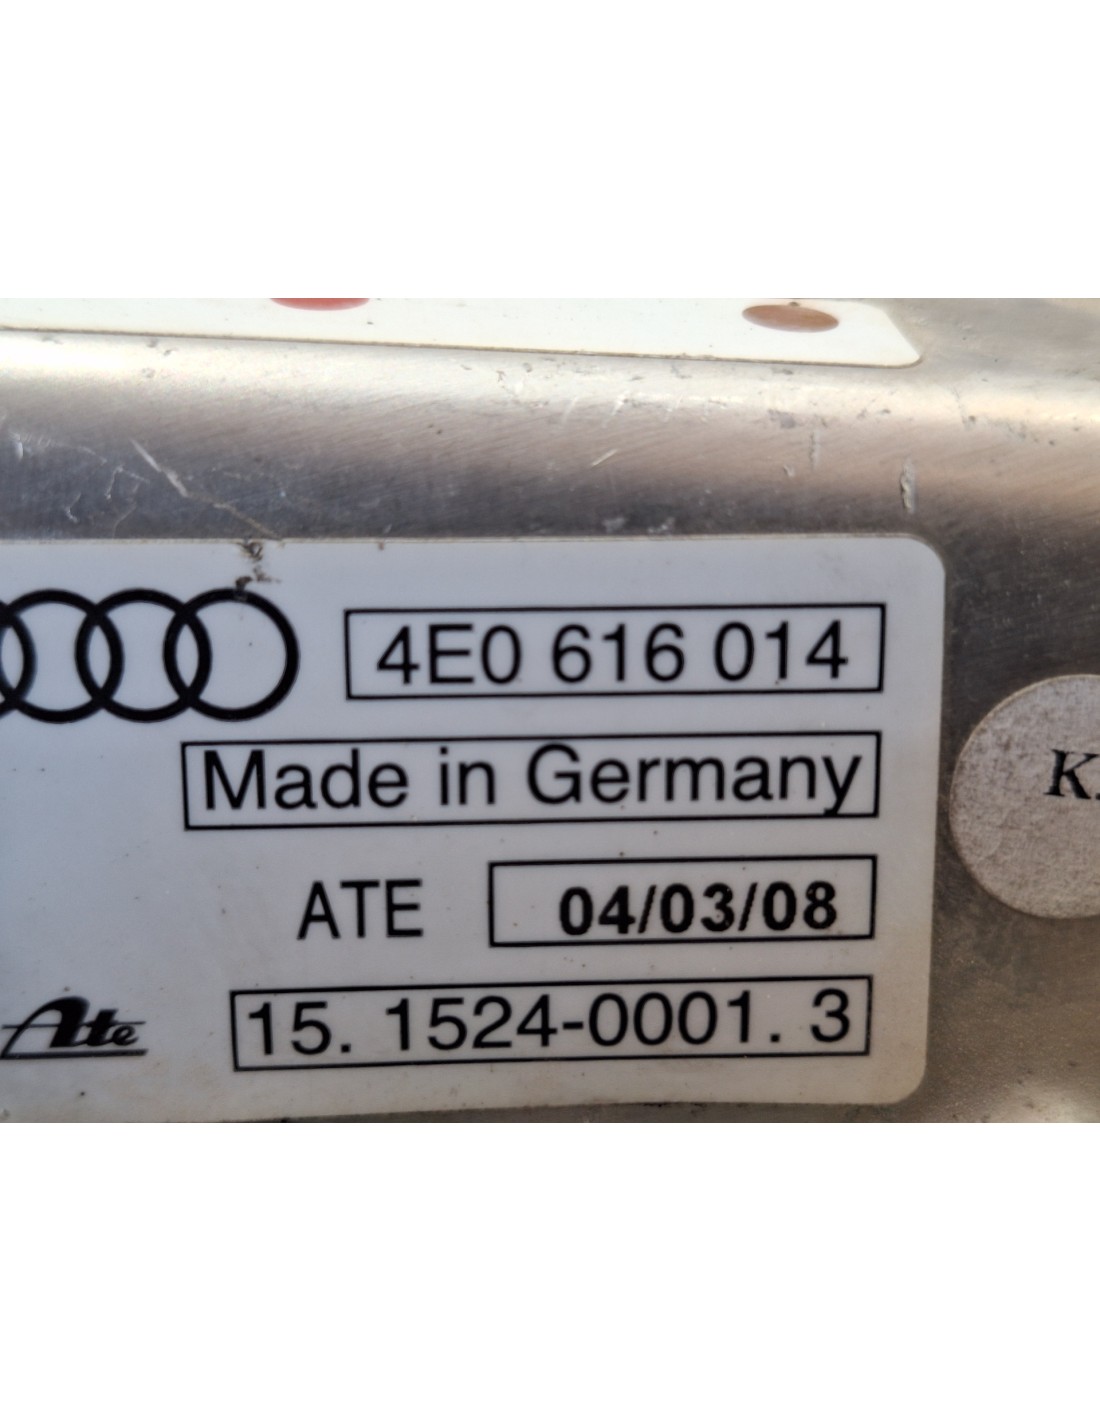 4E0 616 014
Made in Germany
K
ATE 04/03/08
Ate 15. 1524-0001. 3